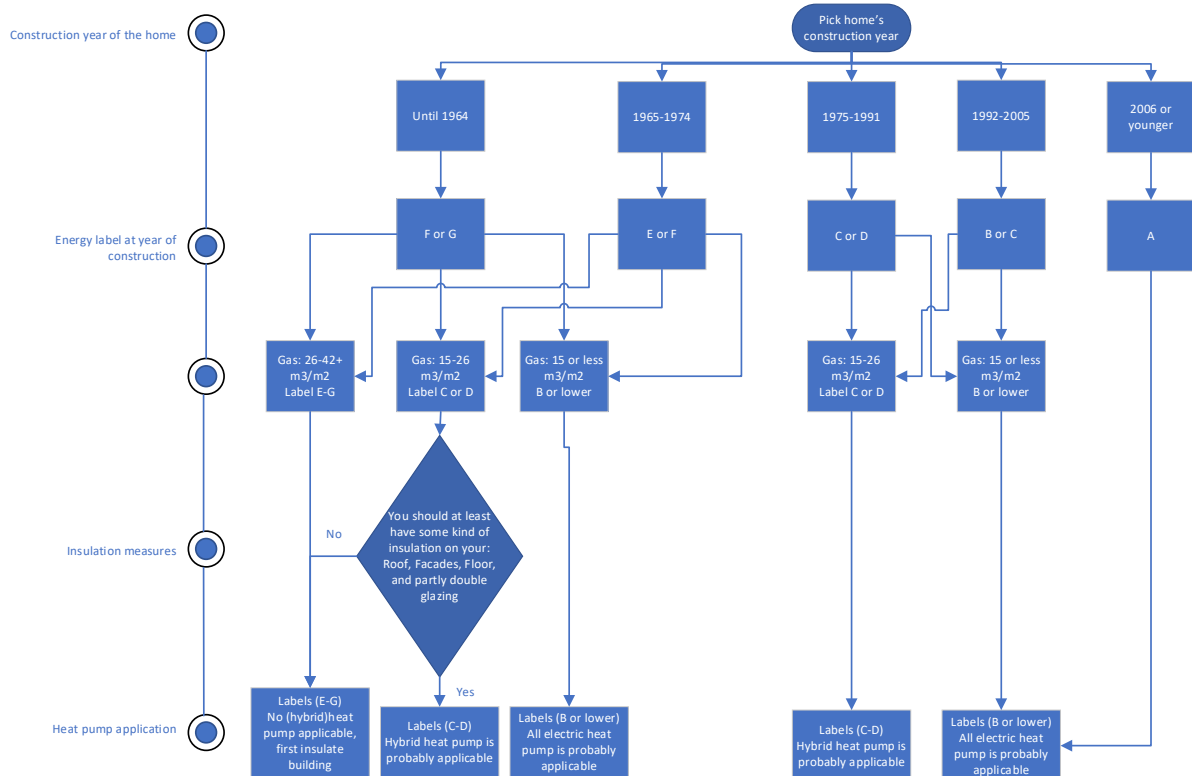 Construction year of the home
Pick home's
construction year
Until 1964
1965-1974
1975-1991
1992-2005
2006 or
younger
Energy label at year of
construction
F or G
E or F
C or D
B or C
A
Gas: 26-42+
m3/m2
Label E-G
Gas: 15-26
m3/m2
Label C or D
Gas: 15 or less
m3/m2
B or lower
Gas: 15-26
m3/m2
Label C or D
Gas: 15 or less
m3/m2
B or lower
Insulation measures
No
You should at least
have some kind of
insulation on your:
Roof, Facades, Floor,
and partly double
glazing
Yes
Heat pump application
Labels (E-G)
No (hybrid)heat
pump applicable,
first insulate
building
Labels (C-D)
Hybrid heat pump is
probably applicable
Labels (B or lower)
All electric heat
pump is probably
applicable
Labels (C-D)
Hybrid heat pump is
probably applicable
Labels (B or lower)
All electric heat
pump is probably
applicable